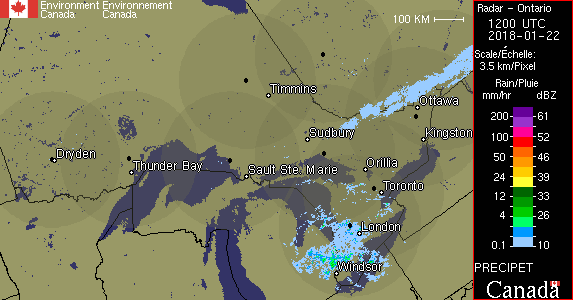 Environment Environnement
Canada Canada
100 KM
Timmins
Ottawa
Sudbury
Kingston
Dryden
Thunder Bay
Sault Ste. Marie
Orillia
Toronto
London
Windsor
Radar - Ontario
1200 UTC
2018-01-22
Scale/Échelle:
3.5 km/Pixel
Rain/Pluie
mm/hr dBZ
200 61
100 52
50 46
24 39
12 33
4 26
0.1 10
PRECIPET
Canada